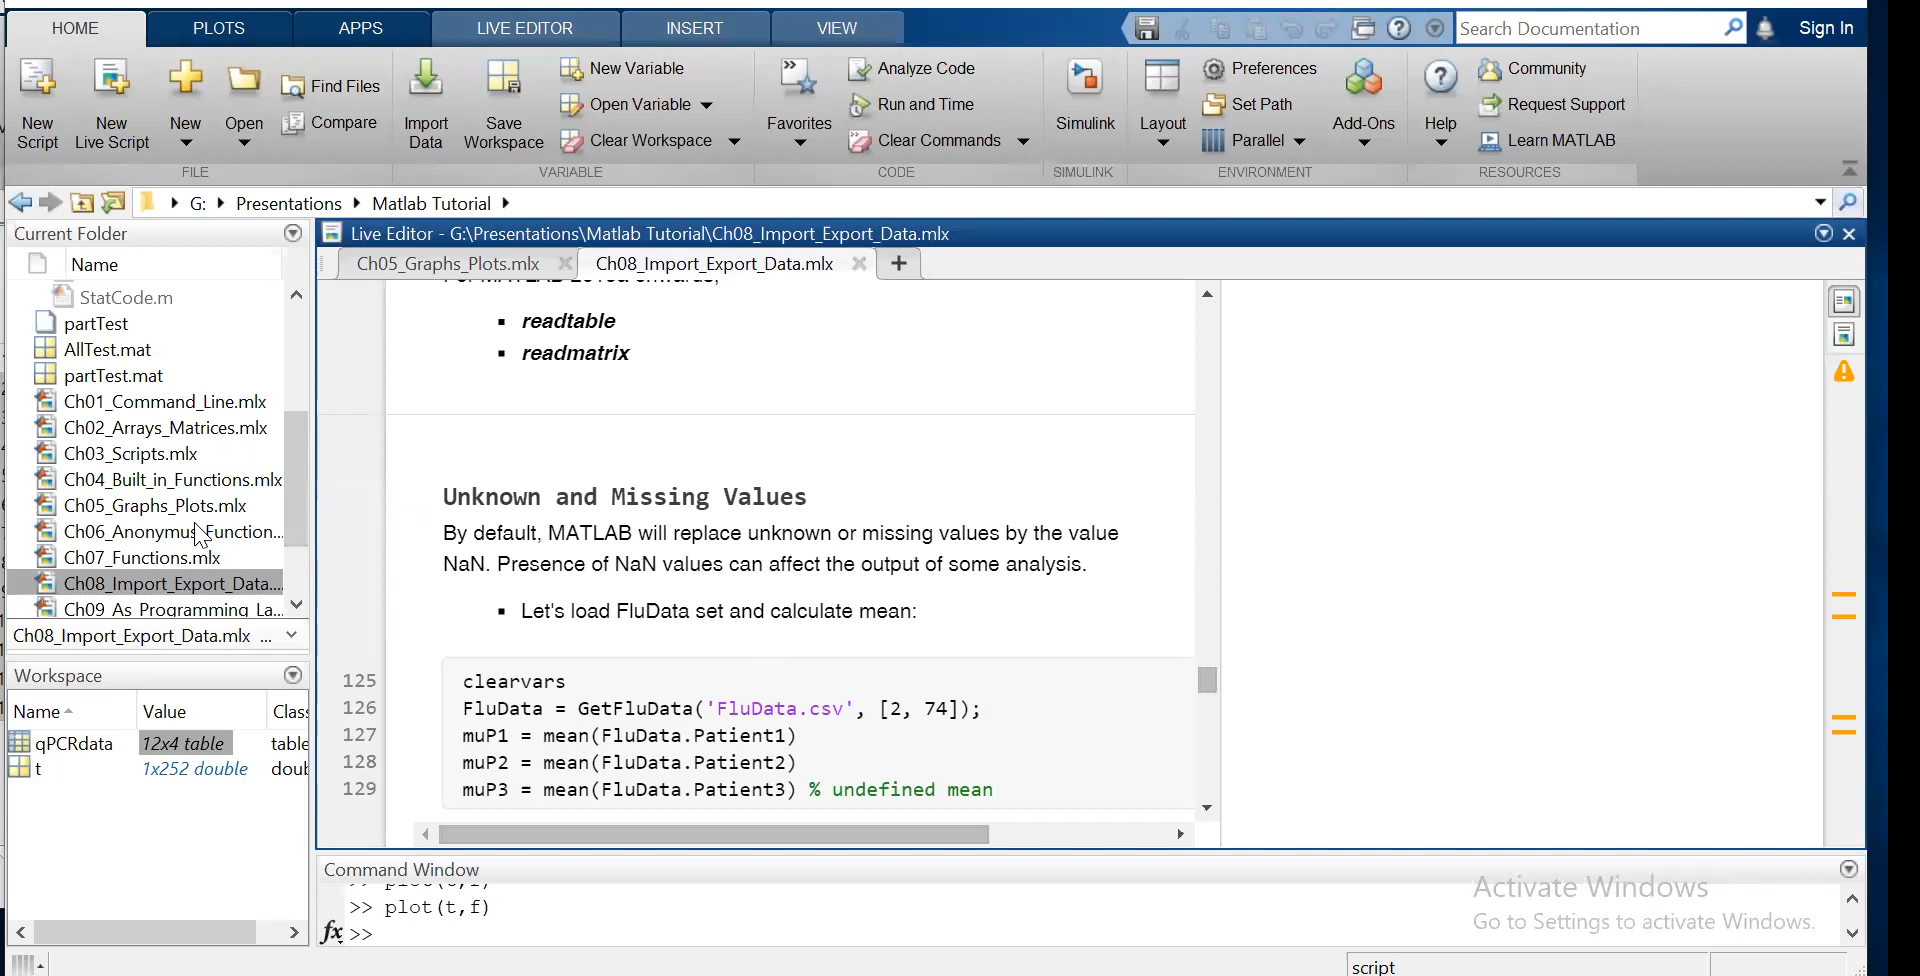 HOME PLOTS APPS LIVE EDITOR INSERT VIEW Search Documentation Sign In
New Script
New Live Script
New
Open
Find Files
Compare
FILE
Import Data
Save Workspace
New Variable
Open Variable
Clear Workspace
VARIABLE
Favorites
Analyze Code
Run and Time
Clear Commands
CODE
Simulink
SIMULINK
Layout
Preferences
Set Path
Parallel
Add-Ons
ENVIRONMENT
Help
Community
Request Support
Learn MATLAB
RESOURCES
G: Presentations Matlab Tutorial
Current Folder
Name
StatCode.m
partTest
AllTest.mat
partTest.mat
Ch01_Command_Line.mlx
Ch02_Arrays_Matrices.mlx
Ch03_Scripts.mlx
Ch04_Built_in_Functions.mlx
Ch05_Graphs_Plots.mlx
Ch06_Anonymus_Function...
Ch07_Functions.mlx
Ch08_Import_Export_Data....
Ch09_As_Programming_La...
Ch08_Import_Export_Data.mlx ...
Workspace
Name Value Clas
qPCRdata 12x4 table table
t 1x252 double doub
Live Editor - G:\Presentations\Matlab Tutorial\Ch08_Import_Export_Data.mlx
Ch05_Graphs_Plots.mlx Ch08_Import_Export_Data.mlx
▪ readtable
▪ readmatrix
Unknown and Missing Values
By default, MATLAB will replace unknown or missing values by the value
NaN. Presence of NaN values can affect the output of some analysis.
▪ Let's load FluData set and calculate mean:
125 clearvars
126 FluData = GetFluData('FluData.csv', [2, 74]);
127 muP1 = mean(FluData.Patient1)
128 muP2 = mean(FluData.Patient2)
129 muP3 = mean(FluData.Patient3) % undefined mean
Command Window
>> plot(t,f)
>> plot(t,f)
fx >>
Activate Windows
Go to Settings to activate Windows.
script